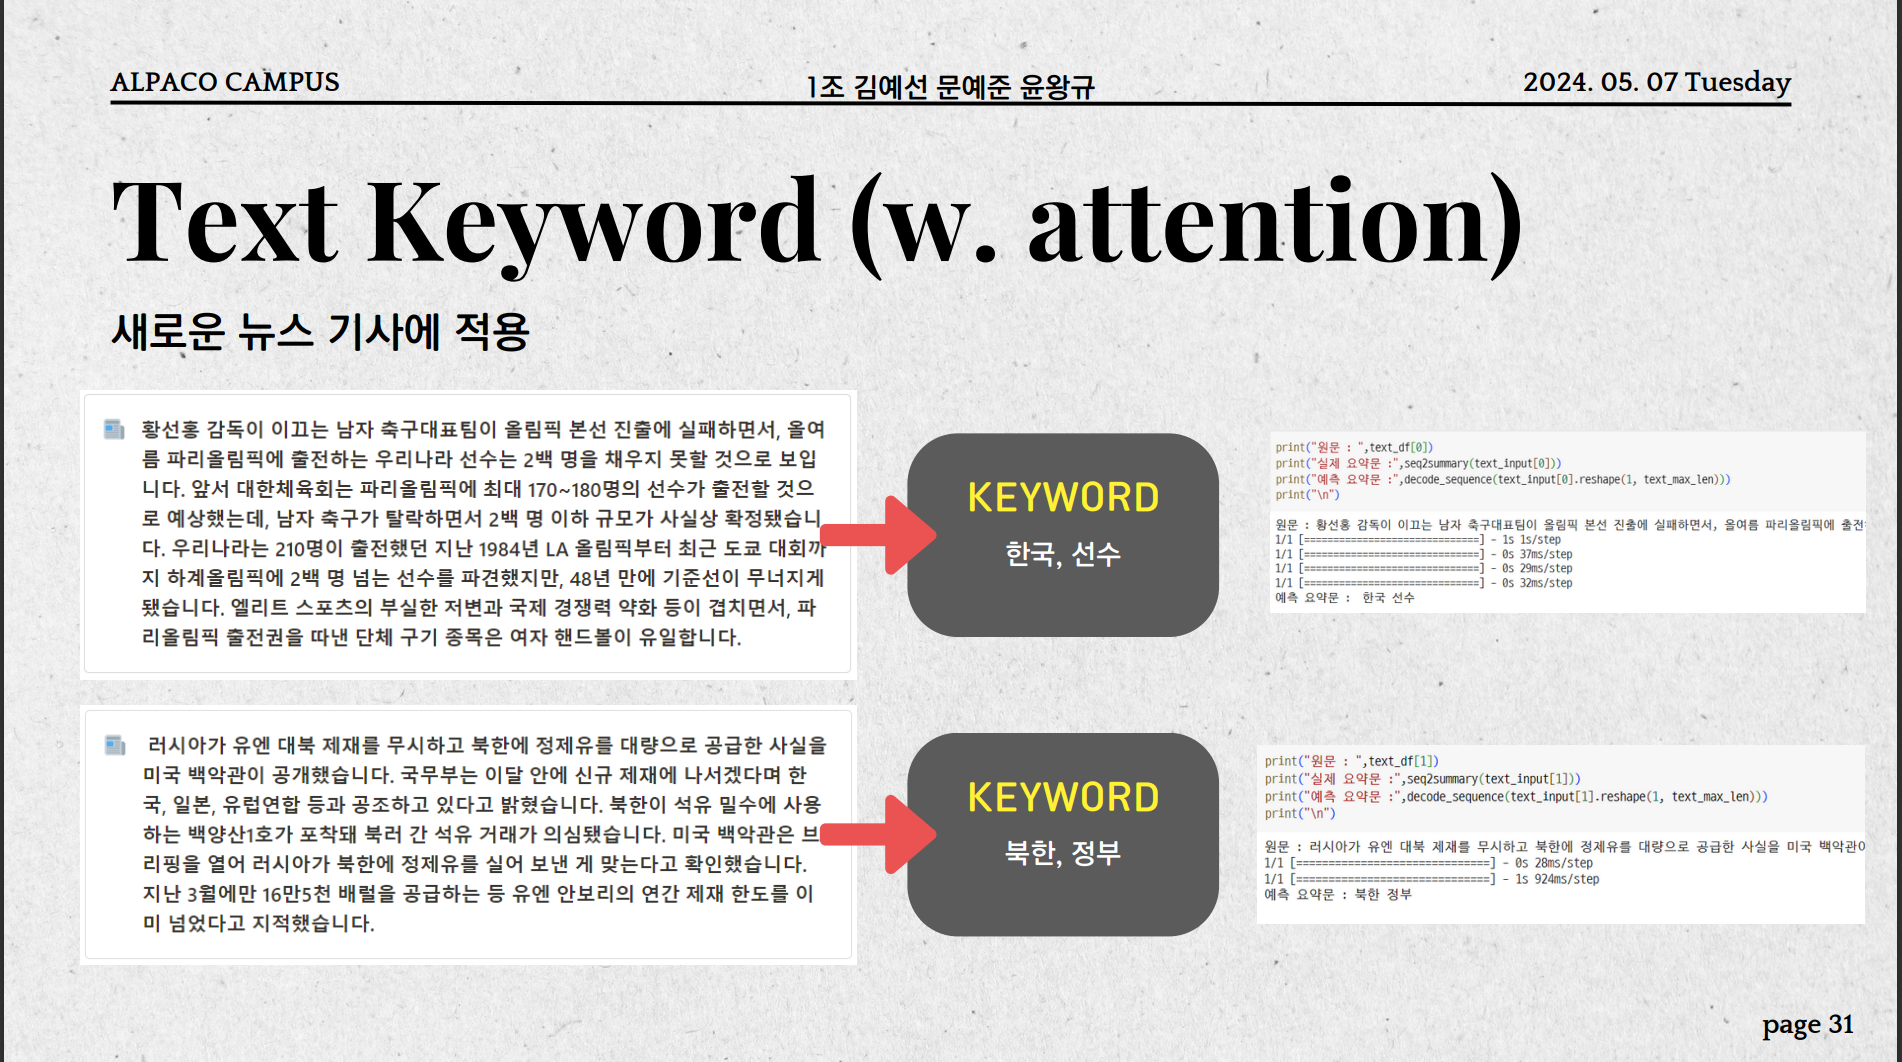 ALPACO CAMPUS
1조 김예선 문예준 윤왕규
2024. 05. 07 Tuesday
Text Keyword (w. attention)
새로운 뉴스 기사에 적용
황선홍 감독이 이끄는 남자 축구대표팀이 올림픽 본선 진출에 실패하면서, 올여
름 파리올림픽에 출전하는 우리나라 선수는 2백 명을 채우지 못할 것으로 보입
니다. 앞서 대한체육회는 파리올림픽에 최대 170~180명의 선수가 출전할 것으
로 예상했는데, 남자 축구가 탈락하면서 2백 명 이하 규모가 사실상 확정됐습니
다. 우리나라는 210명이 출전했던 지난 1984년 LA 올림픽부터 최근 도쿄 대회까
지 하계올림픽에 2백 명 넘는 선수를 파견했지만, 48년 만에 기준선이 무너지게
됐습니다. 엘리트 스포츠의 부실한 저변과 국제 경쟁력 약화 등이 겹치면서, 파
리올림픽 출전권을 따낸 단체 구기 종목은 여자 핸드볼이 유일합니다.
KEYWORD
한국, 선수
print("원문 : ",text_df[0])
print("실제 요약문 :",seq2summary(text_input[0]))
print("예측 요약문 :",decode_sequence(text_input[0].reshape(1, text_max_len)))
print("\n")
원문 : 황선홍 감독이 이끄는 남자 축구대표팀이 올림픽 본선 진출에 실패하면서, 올여름 파리올림픽에 출전
1/1 [==============================] - 1s 1s/step
1/1 [==============================] - 0s 37ms/step
1/1 [==============================] - 0s 29ms/step
1/1 [==============================] - 0s 32ms/step
예측 요약문 : 한국 선수
러시아가 유엔 대북 제재를 무시하고 북한에 정제유를 대량으로 공급한 사실을
미국 백악관이 공개했습니다. 국무부는 이달 안에 신규 제재에 나서겠다며 한
국, 일본, 유럽연합 등과 공조하고 있다고 밝혔습니다. 북한이 석유 밀수에 사용
하는 백양산1호가 포착돼 북러 간 석유 거래가 의심됐습니다. 미국 백악관은 브
리핑을 열어 러시아가 북한에 정제유를 실어 보낸 게 맞는다고 확인했습니다.
지난 3월에만 16만5천 배럴을 공급하는 등 유엔 안보리의 연간 제재 한도를 이
미 넘었다고 지적했습니다.
KEYWORD
북한, 정부
print("원문 : ",text_df[1])
print("실제 요약문 :",seq2summary(text_input[1]))
print("예측 요약문 :",decode_sequence(text_input[1].reshape(1, text_max_len)))
print("\n")
원문 : 러시아가 유엔 대북 제재를 무시하고 북한에 정제유를 대량으로 공급한 사실을 미국 백악관이
1/1 [==============================] - 0s 28ms/step
1/1 [==============================] - 1s 924ms/step
예측 요약문 : 북한 정부
page 31